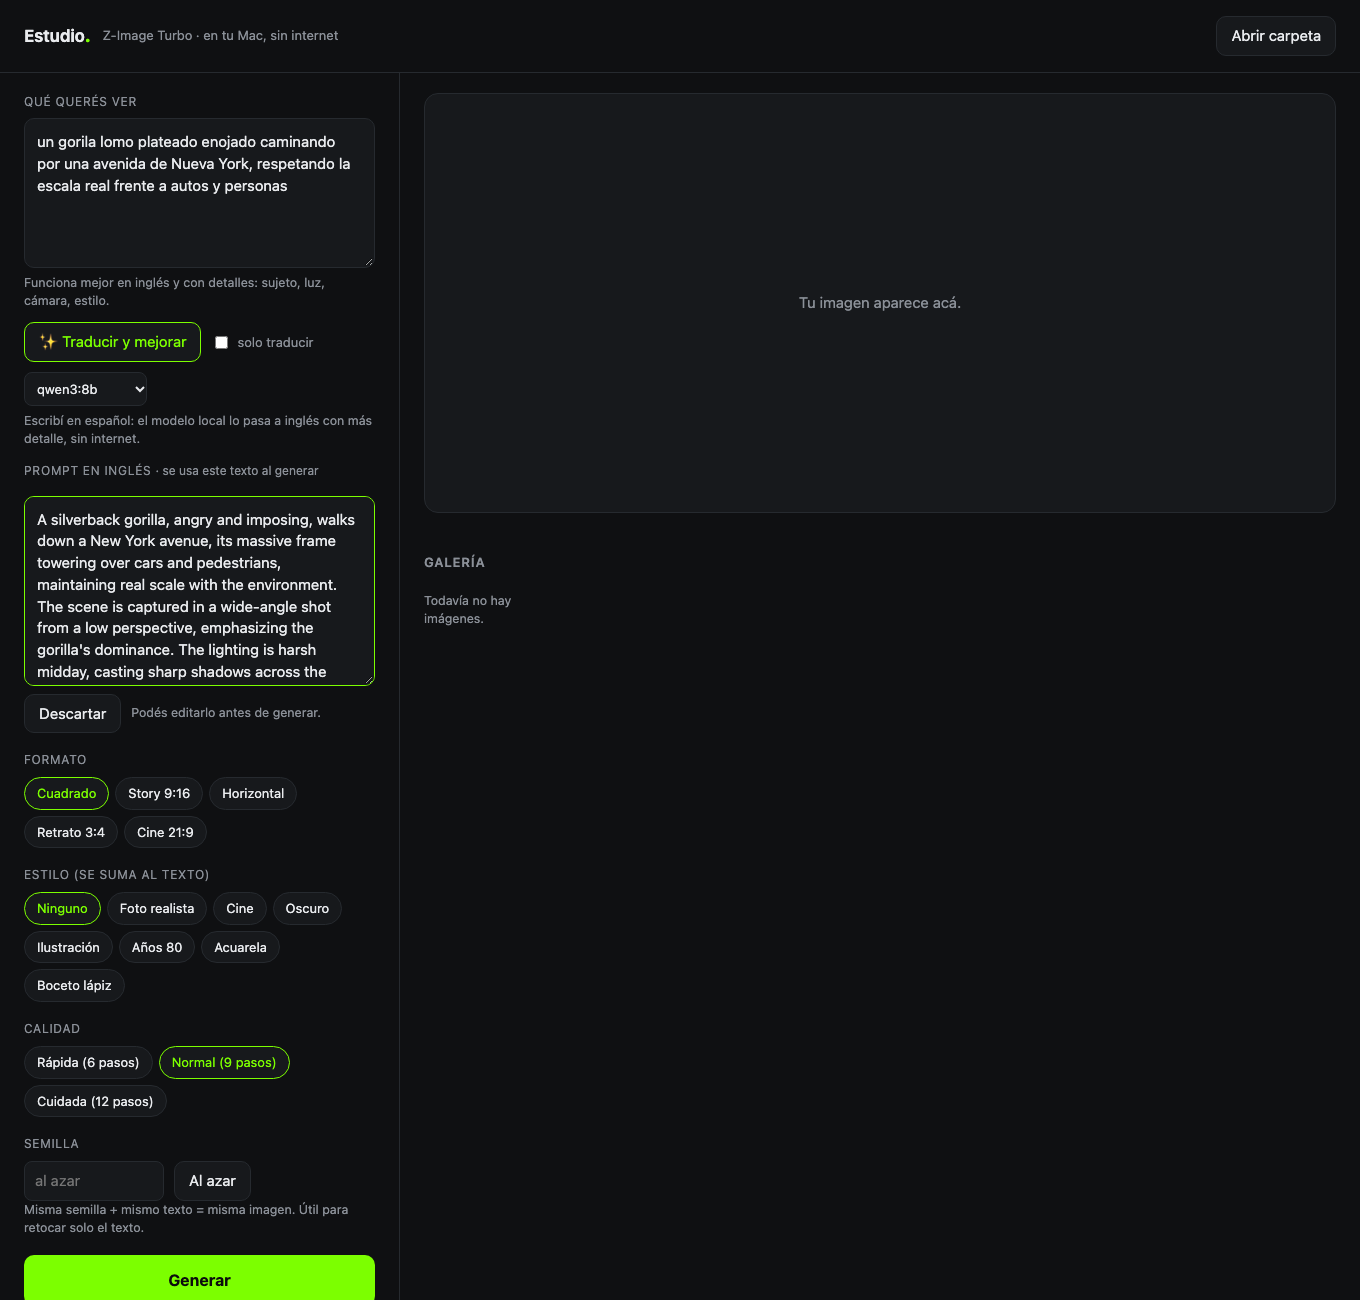 Estudio. Z-Image Turbo · en tu Mac, sin internet
Abrir carpeta
QUÉ QUERÉS VER
un gorila lomo plateado enojado caminando
por una avenida de Nueva York, respetando la
escala real frente a autos y personas
Funciona mejor en inglés y con detalles: sujeto, luz,
cámara, estilo.
✨ Traducir y mejorar
solo traducir
qwen3:8b
Escribí en español: el modelo local lo pasa a inglés con más
detalle, sin internet.
PROMPT EN INGLÉS · se usa este texto al generar
A silverback gorilla, angry and imposing, walks
down a New York avenue, its massive frame
towering over cars and pedestrians,
maintaining real scale with the environment.
The scene is captured in a wide-angle shot
from a low perspective, emphasizing the
gorilla's dominance. The lighting is harsh
midday, casting sharp shadows across the
Descartar
Podés editarlo antes de generar.
FORMATO
Cuadrado
Story 9:16
Horizontal
Retrato 3:4
Cine 21:9
ESTILO (SE SUMA AL TEXTO)
Ninguno
Foto realista
Cine
Oscuro
Ilustración
Años 80
Acuarela
Boceto lápiz
CALIDAD
Rápida (6 pasos)
Normal (9 pasos)
Cuidada (12 pasos)
SEMILLA
al azar
Al azar
Misma semilla + mismo texto = misma imagen. Útil para
retocar solo el texto.
Generar
Tu imagen aparece acá.
GALERÍA
Todavía no hay
imágenes.